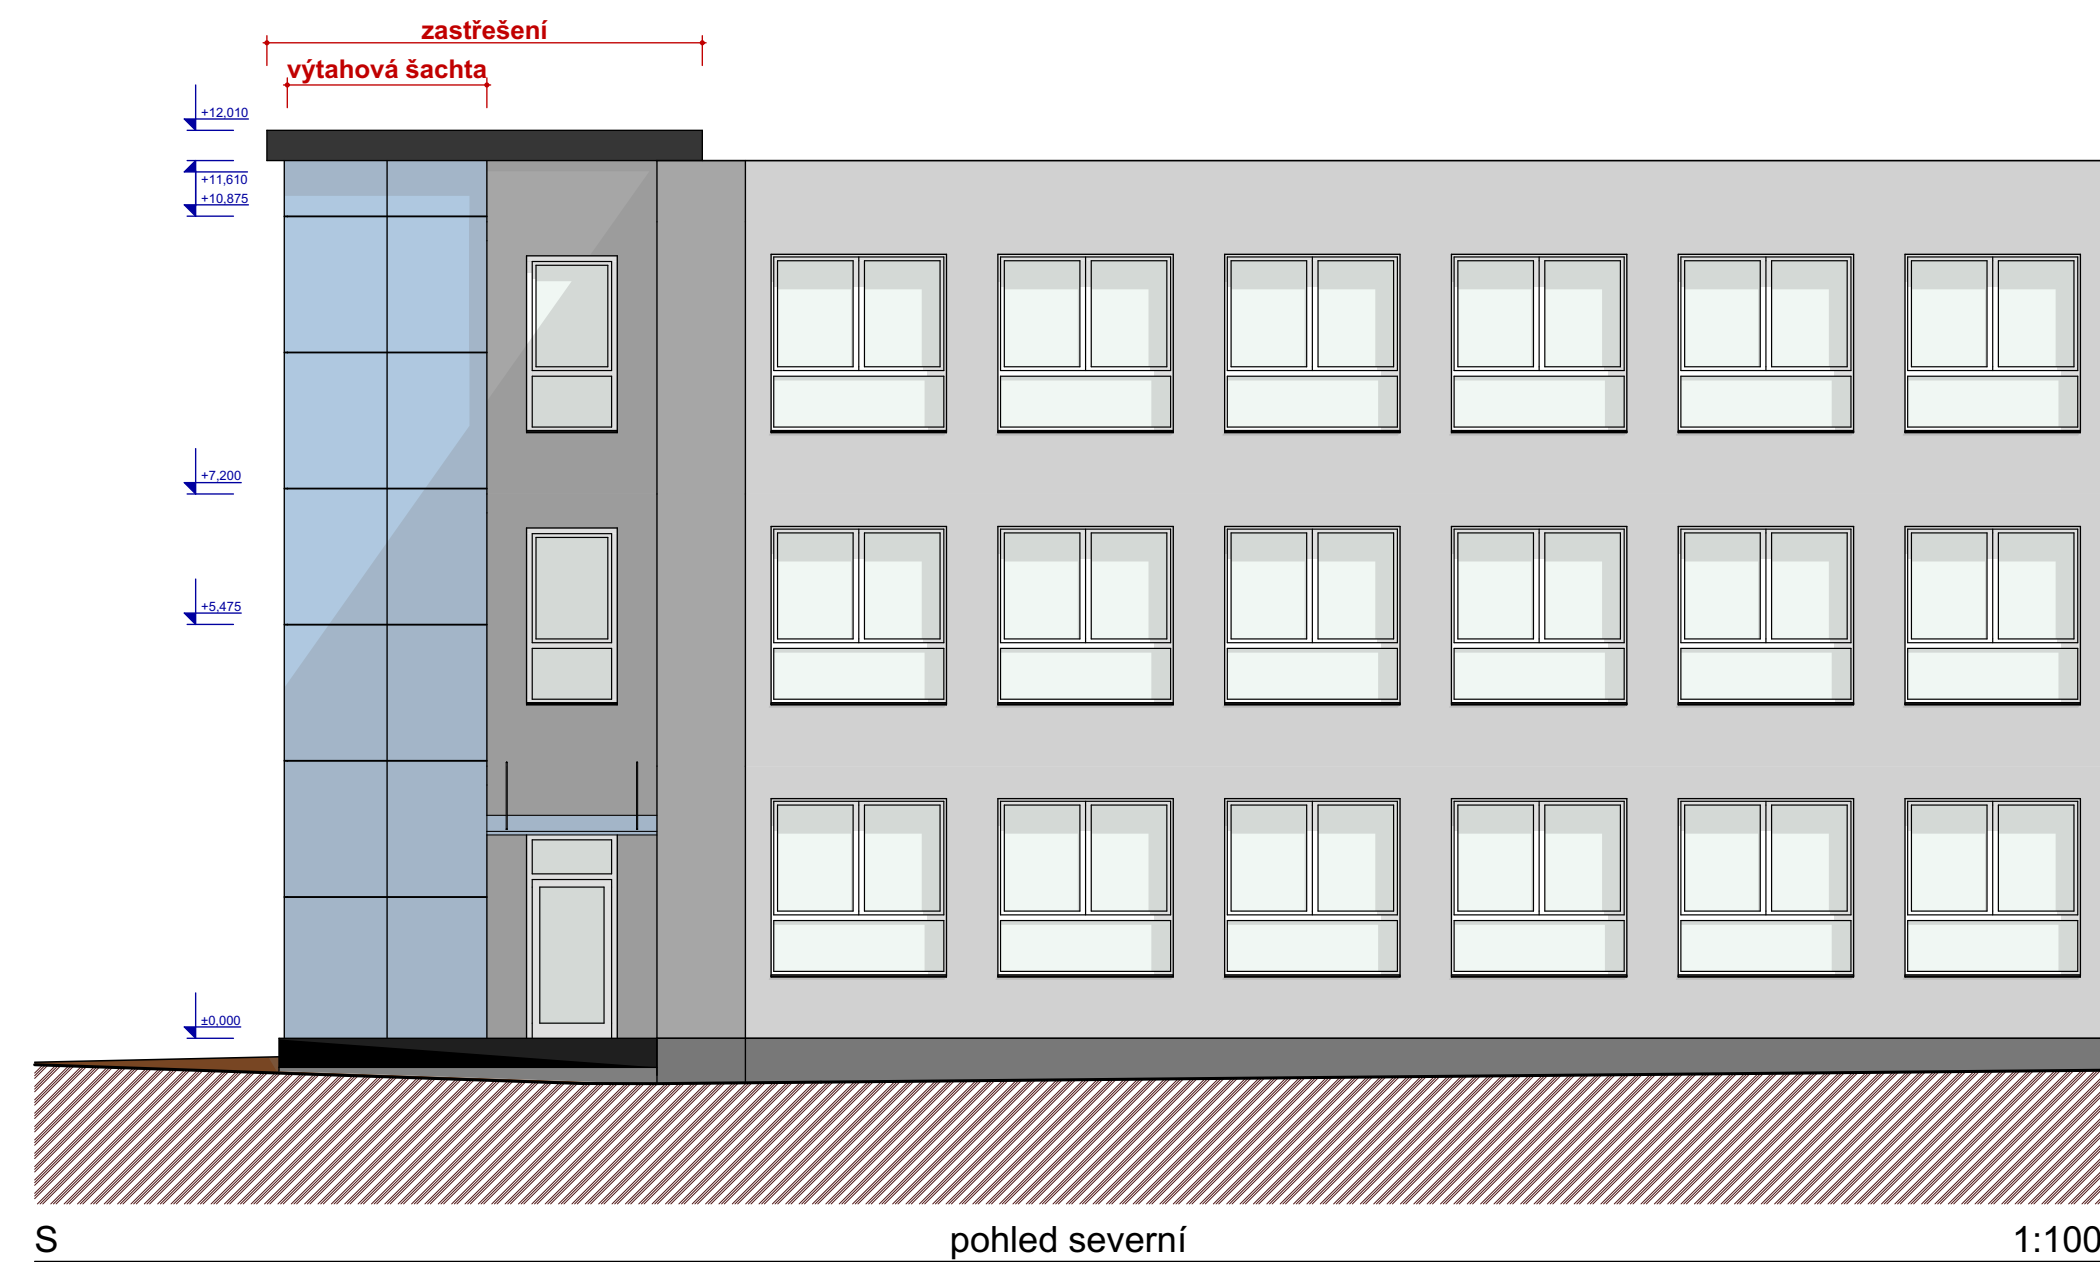 zastřešení
výtahová šachta
+12,010
+11,610
+10,875
+7,200
+5,475
±0,000
S pohled severní 1:100